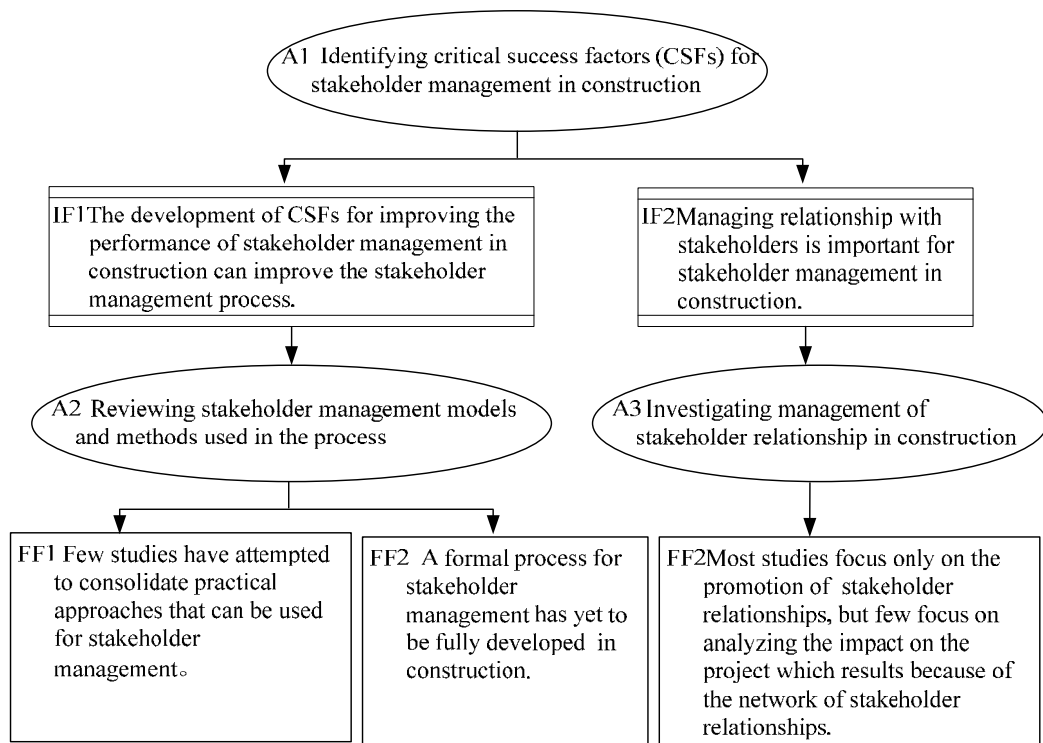 A1 Identifying critical success factors (CSFs) for
stakeholder management in construction
IF1The development of CSFs for improving the
performance of stakeholder management in
construction can improve the stakeholder
management process.
IF2Managing relationship with
stakeholders is important for
stakeholder management in
construction.
A2 Reviewing stakeholder management models
and methods used in the process
A3 Investigating management of
stakeholder relationship in construction
FF1 Few studies have attempted
to consolidate practical
approaches that can be used
for stakeholder
management。
FF2 A formal process for
stakeholder
management has yet to
be fully developed in
construction.
FF2Most studies focus only on the
promotion of stakeholder
relationships, but few focus on
analyzing the impact on the
project which results because of
the network of stakeholder
relationships.